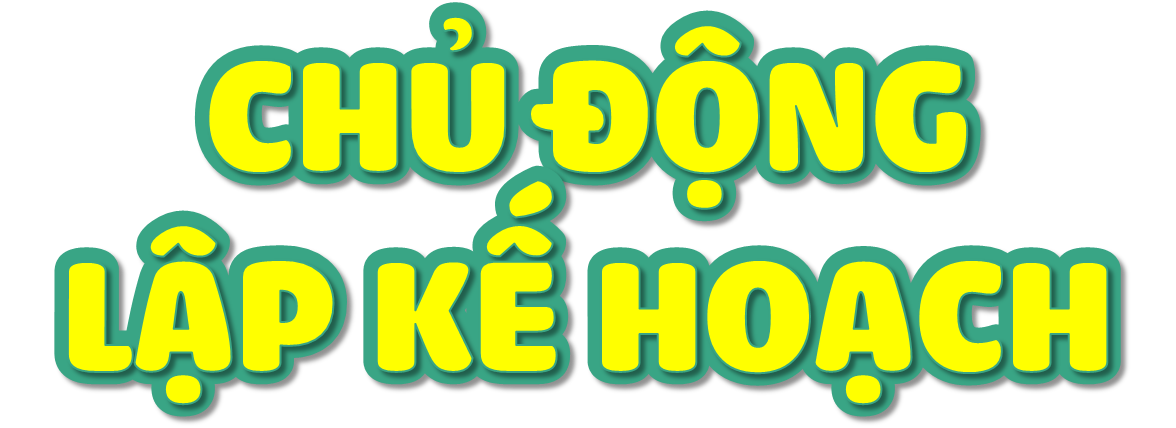 CHỦ ĐỘNG
LẬP KẾ HOẠCH